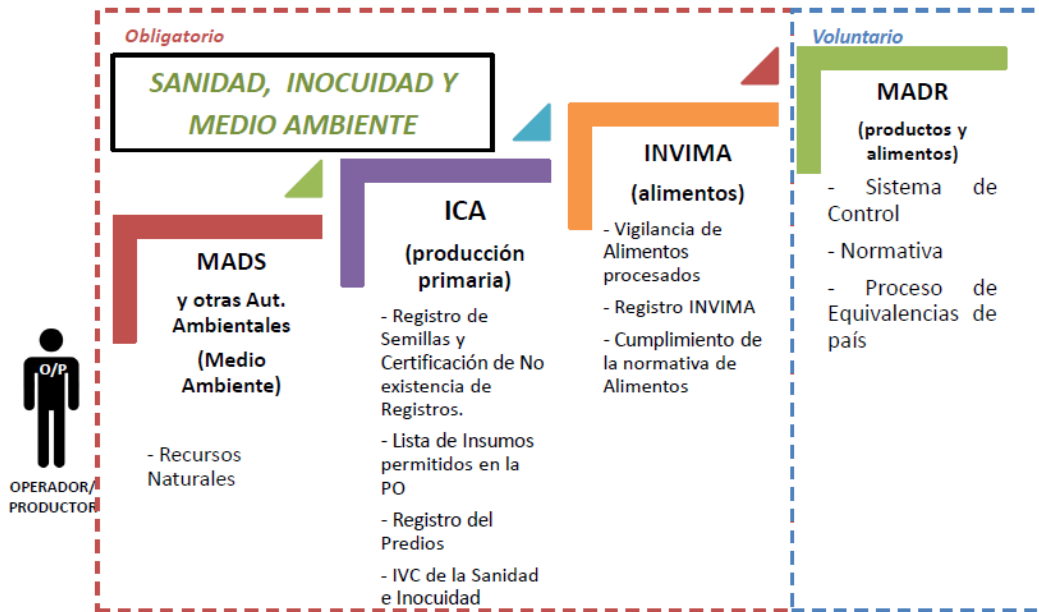 Obligatorio
SANIDAD, INOCUIDAD Y
MEDIO AMBIENTE
O/P
OPERADOR/
PRODUCTOR
MADS
y otras Aut.
Ambientales
(Medio
Ambiente)
- Recursos
Naturales
ICA
(producción
primaria)
- Registro de
Semillas y
Certificación de No
existencia de
Registros.
- Lista de Insumos
permitidos en la
PO
- Registro del
Predios
- IVC de la Sanidad
e Inocuidad
INVIMA
(alimentos)
- Vigilancia de
Alimentos
procesados
- Registro INVIMA
- Cumplimiento de
la normativa de
Alimentos
Voluntario
MADR
(productos y
alimentos)
- Sistema de
Control
- Normativa
- Proceso de
Equivalencias de
país